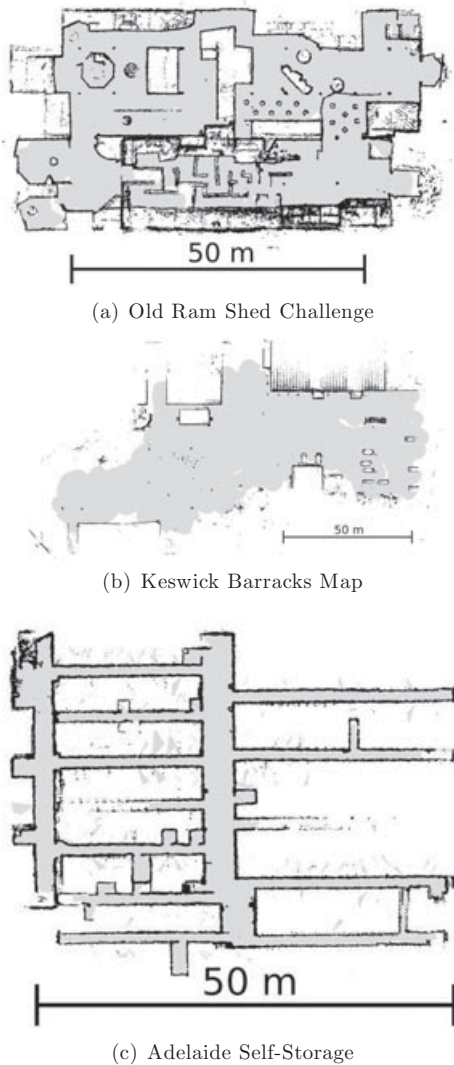 50 m
(a) Old Ram Shed Challenge
50 m
(b) Keswick Barracks Map
50 m
(c) Adelaide Self-Storage